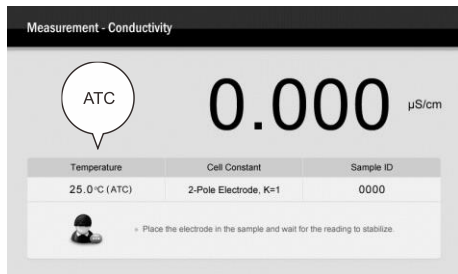 Measurement - Conductivity
ATC
0.000 µS/cm
Temperature Cell Constant Sample ID
25.0°C (ATC) 2-Pole Electrode, K=1 0000
Place the electrode in the sample and wait for the reading to stabilize.